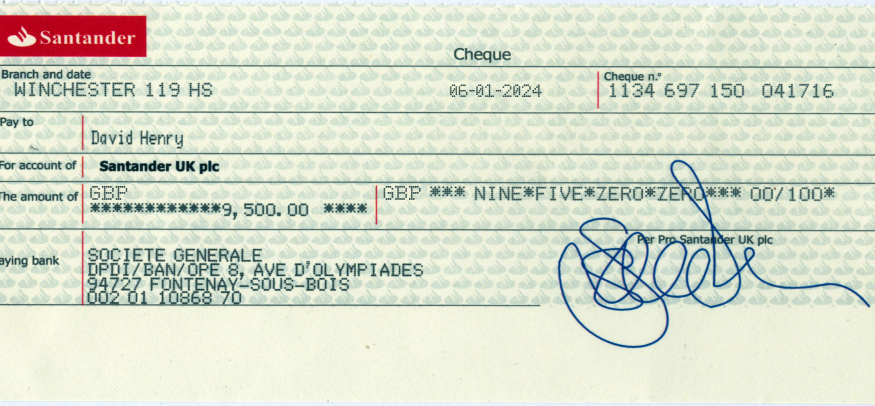 Santander
Cheque
Branch and date
WINCHESTER 119 HS 06-01-2024
Cheque n.º
1134 697 150 041716
Pay to
David Henry
For account of Santander UK plc
The amount of GBP
***********9,500.00 ****
GBP *** NINE*FIVE*ZERO*ZERO*** 00/100*
Per Pro Santander UK plc
aying bank
SOCIETE GENERALE
DPDI/BAN/OPE 8, AVE D'OLYMPIADES
94727 FONTENAY-SOUS-BOIS
002 01 10868 70